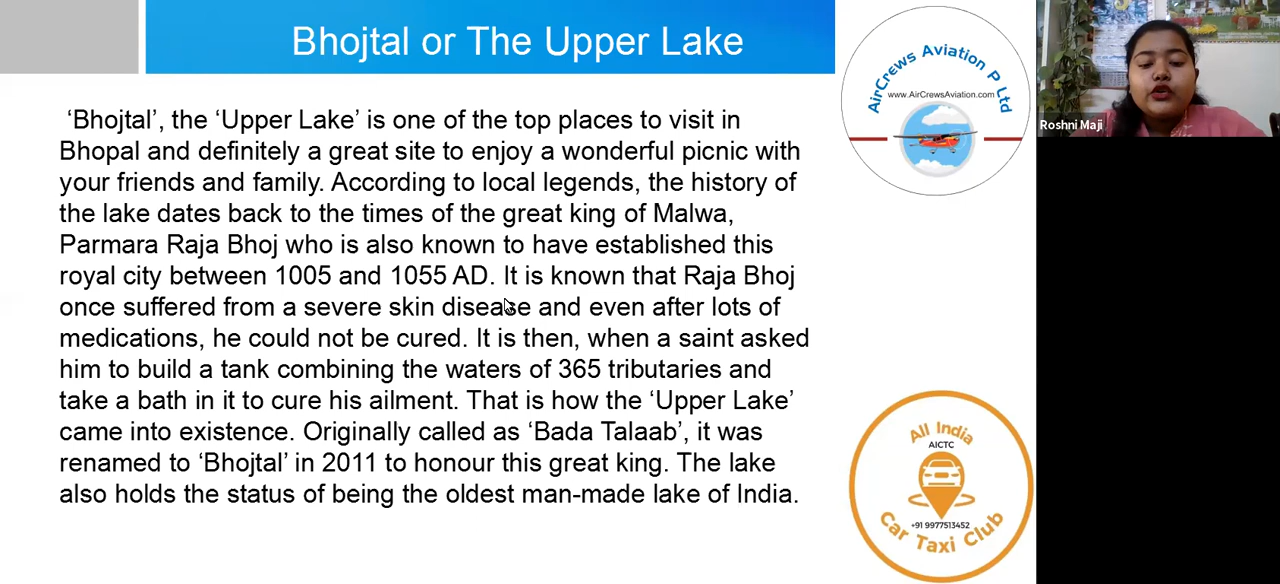 Bhojtal or The Upper Lake
‘Bhojtal’, the ‘Upper Lake’ is one of the top places to visit in
Bhopal and definitely a great site to enjoy a wonderful picnic with
your friends and family. According to local legends, the history of
the lake dates back to the times of the great king of Malwa,
Parmara Raja Bhoj who is also known to have established this
royal city between 1005 and 1055 AD. It is known that Raja Bhoj
once suffered from a severe skin disease and even after lots of
medications, he could not be cured. It is then, when a saint asked
him to build a tank combining the waters of 365 tributaries and
take a bath in it to cure his ailment. That is how the ‘Upper Lake’
came into existence. Originally called as ‘Bada Talaab’, it was
renamed to ‘Bhojtal’ in 2011 to honour this great king. The lake
also holds the status of being the oldest man-made lake of India.
AirCrews Aviation P Ltd
www.AirCrewsAviation.com
All India
AICTC
+91 9977513452
Car Taxi Club
Roshni Maji